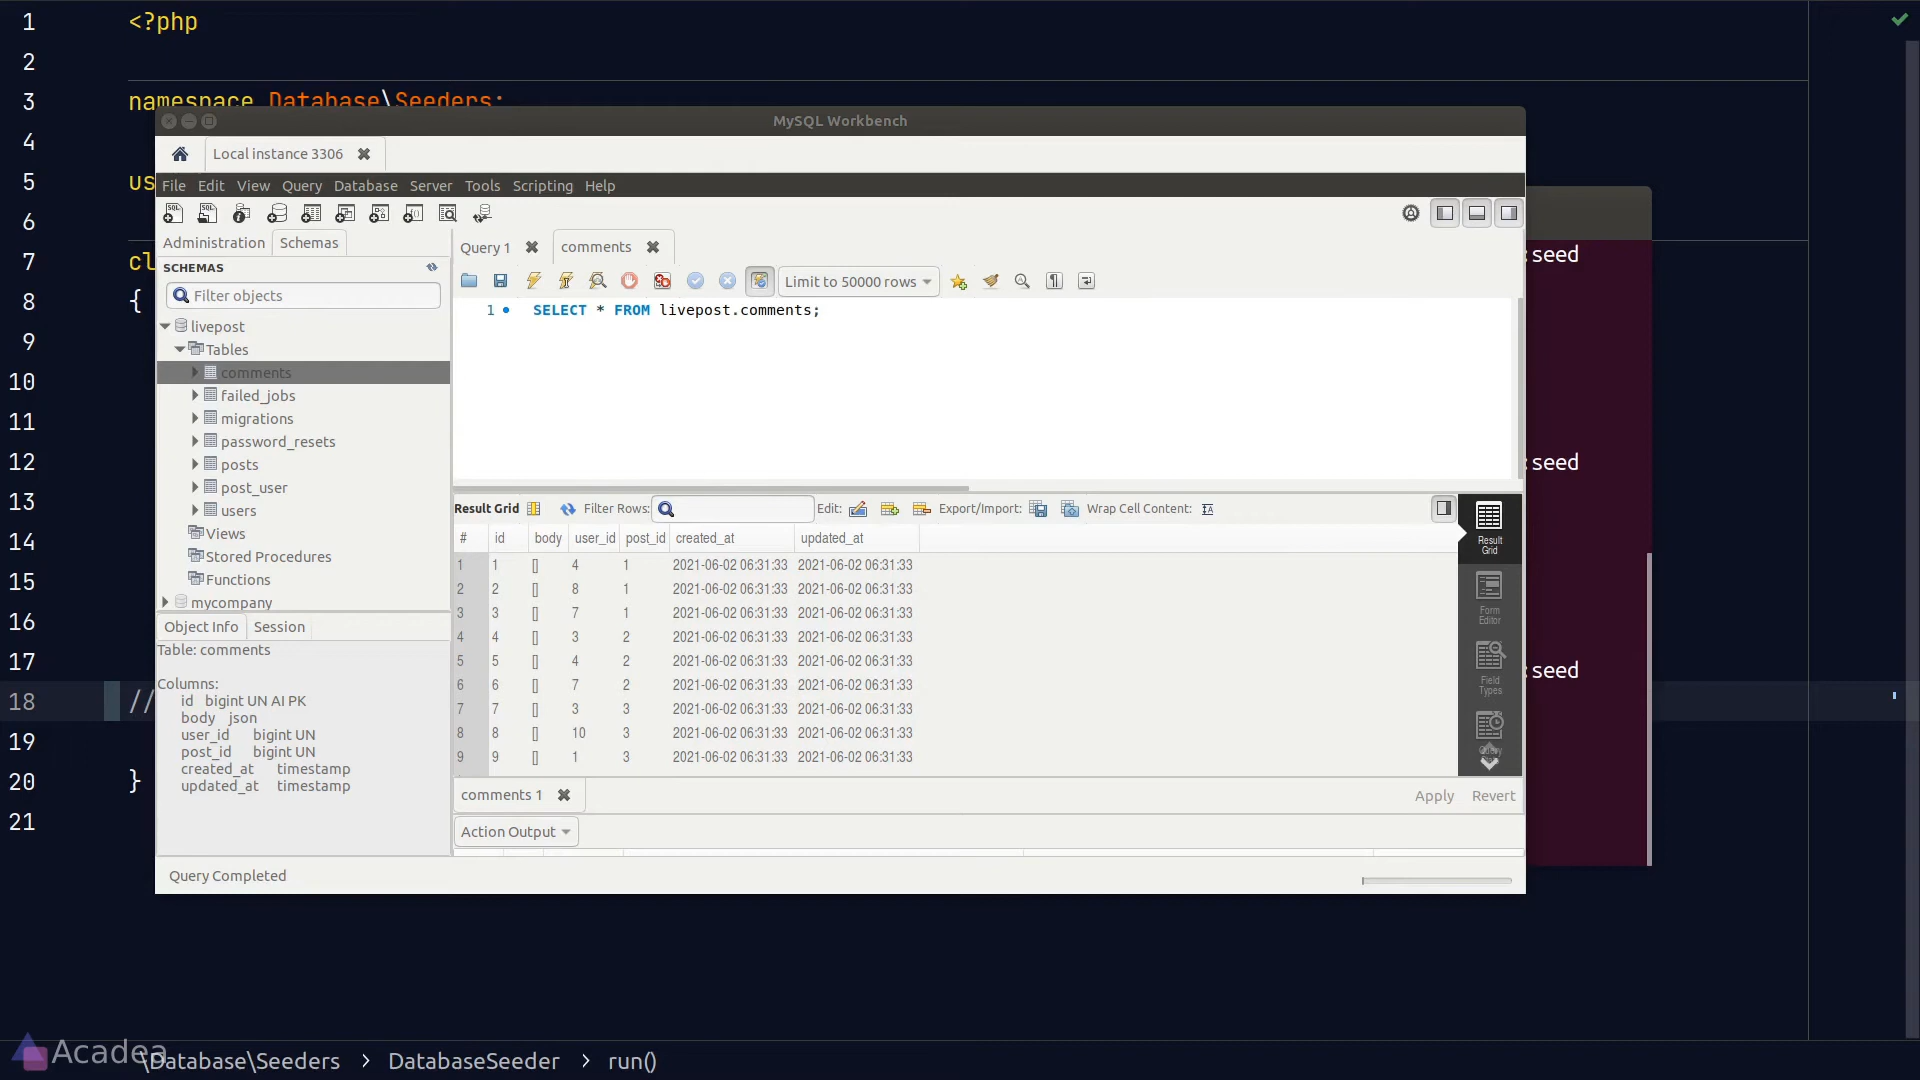 1 <?php
2
3 namespace Database\Seeders;
4
5 us
6
7 cl
8 {
9
10
11
12
13
14
15
16
17
18 //
19
20 }
21
MySQL Workbench
Local instance 3306
File Edit View Query Database Server Tools Scripting Help
Administration Schemas
SCHEMAS
Filter objects
livepost
Tables
comments
failed_jobs
migrations
password_resets
posts
post_user
users
Views
Stored Procedures
Functions
mycompany
Object Info Session
Table: comments
Columns:
id bigint UN AI PK
body json
user_id bigint UN
post_id bigint UN
created_at timestamp
updated_at timestamp
Query 1 comments
Limit to 50000 rows
1 SELECT * FROM livepost.comments;
Result Grid Filter Rows: Edit: Export/Import: Wrap Cell Content:
# id body user_id post_id created_at updated_at
1 1 [] 4 1 2021-06-02 06:31:33 2021-06-02 06:31:33
2 2 [] 8 1 2021-06-02 06:31:33 2021-06-02 06:31:33
3 3 [] 7 1 2021-06-02 06:31:33 2021-06-02 06:31:33
4 4 [] 3 2 2021-06-02 06:31:33 2021-06-02 06:31:33
5 5 [] 4 2 2021-06-02 06:31:33 2021-06-02 06:31:33
6 6 [] 7 2 2021-06-02 06:31:33 2021-06-02 06:31:33
7 7 [] 3 3 2021-06-02 06:31:33 2021-06-02 06:31:33
8 8 [] 10 3 2021-06-02 06:31:33 2021-06-02 06:31:33
9 9 [] 1 3 2021-06-02 06:31:33 2021-06-02 06:31:33
Result
Grid
Form
Editor
Field
Types
Query
comments 1
Apply Revert
Action Output
Query Completed
:seed
:seed
:seed
Acadea
\Database\Seeders > DatabaseSeeder > run()